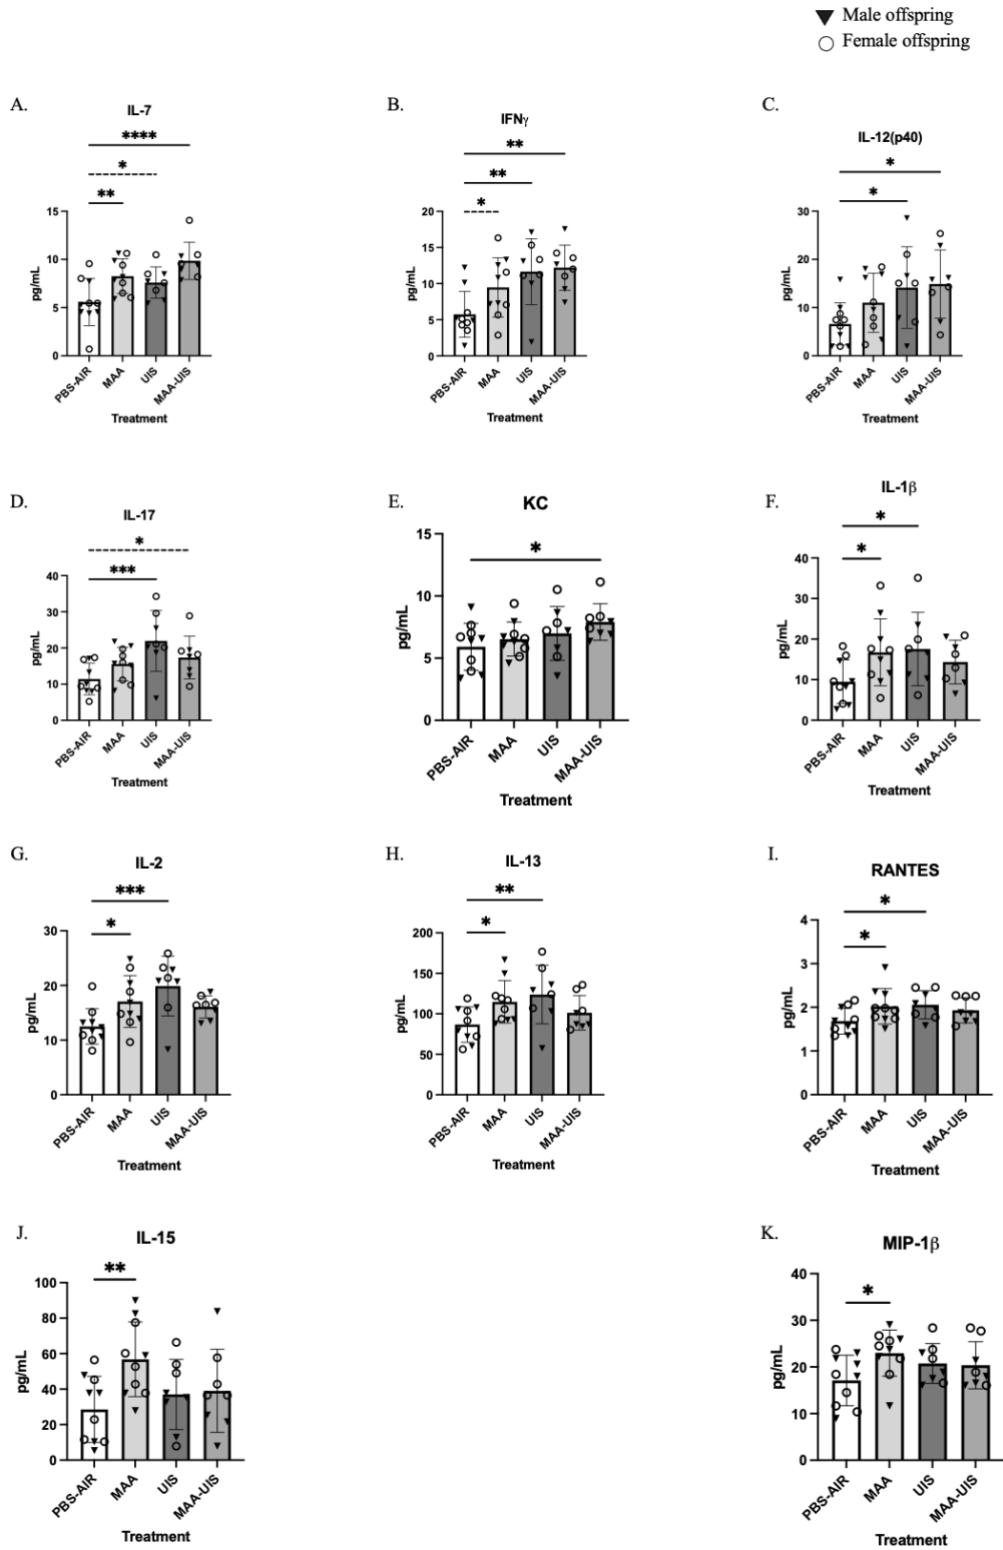 Male offspring
Female offspring
A.
IL-7
****
*
**
15
10
5
0
pg/mL
PBS-AIR
MAA
UIS
MAA-UIS
Treatment
B.
IFNγ
**
**
*
20
15
10
5
0
pg/mL
PBS-AIR
MAA
UIS
MAA-UIS
Treatment
C.
IL-12(p40)
*
*
30
20
10
0
pg/mL
PBS-AIR
MAA
UIS
MAA-UIS
Treatment
D.
IL-17
*
***
40
30
20
10
0
pg/mL
PBS-AIR
MAA
UIS
MAA-UIS
Treatment
E.
KC
*
15
10
5
0
pg/mL
PBS-AIR
MAA
UIS
MAA-UIS
Treatment
F.
IL-1β
*
*
40
30
20
10
0
pg/mL
PBS-AIR
MAA
UIS
MAA-UIS
Treatment
G.
IL-2
***
*
30
20
10
0
pg/mL
PBS-AIR
MAA
UIS
MAA-UIS
Treatment
H.
IL-13
**
*
200
150
100
50
0
pg/mL
PBS-AIR
MAA
UIS
MAA-UIS
Treatment
I.
RANTES
*
*
4
3
2
1
0
pg/mL
PBS-AIR
MAA
UIS
MAA-UIS
Treatment
J.
IL-15
**
100
80
60
40
20
0
pg/mL
PBS-AIR
MAA
UIS
MAA-UIS
Treatment
K.
MIP-1β
*
40
30
20
10
0
pg/mL
PBS-AIR
MAA
UIS
MAA-UIS
Treatment